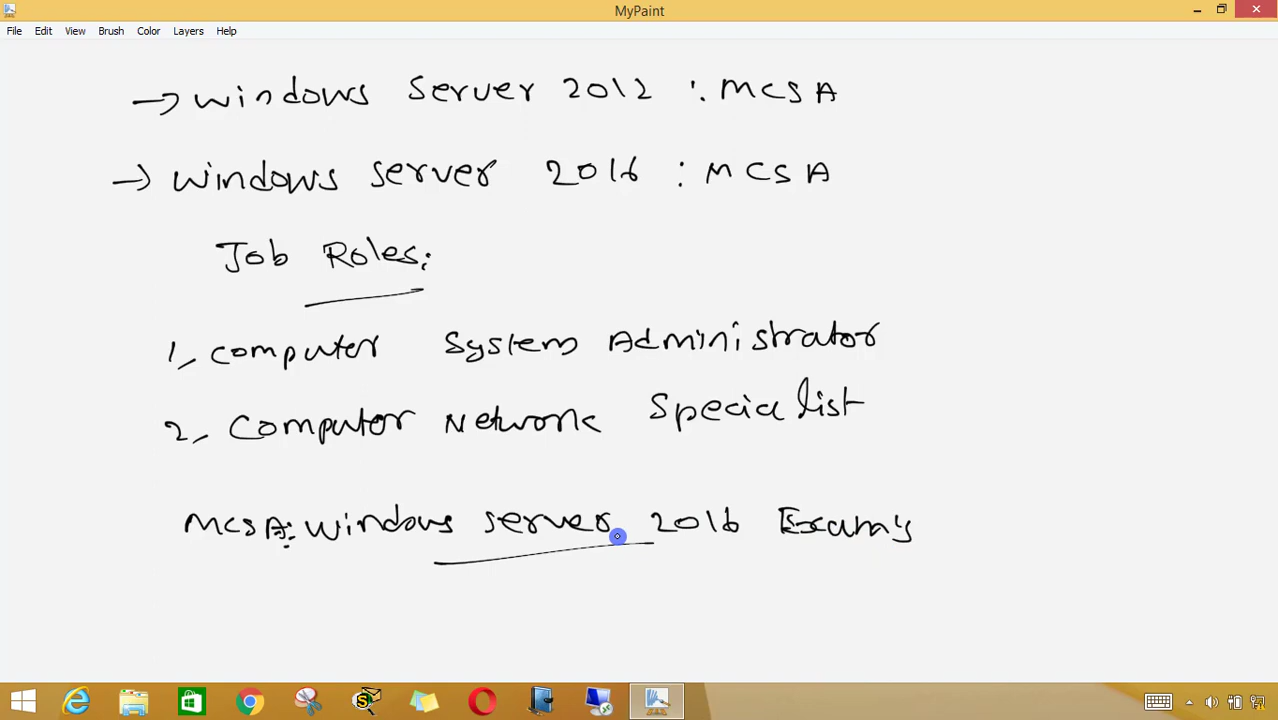 MyPaint
File Edit View Brush Color Layers Help
→ Windows Server 2012 : MCSA
→ Windows Server 2016 : MCSA
Job Roles:
1, Computer System Administrator
2, Computer Network Specialist
MCSA: Windows Server 2016 Exam's